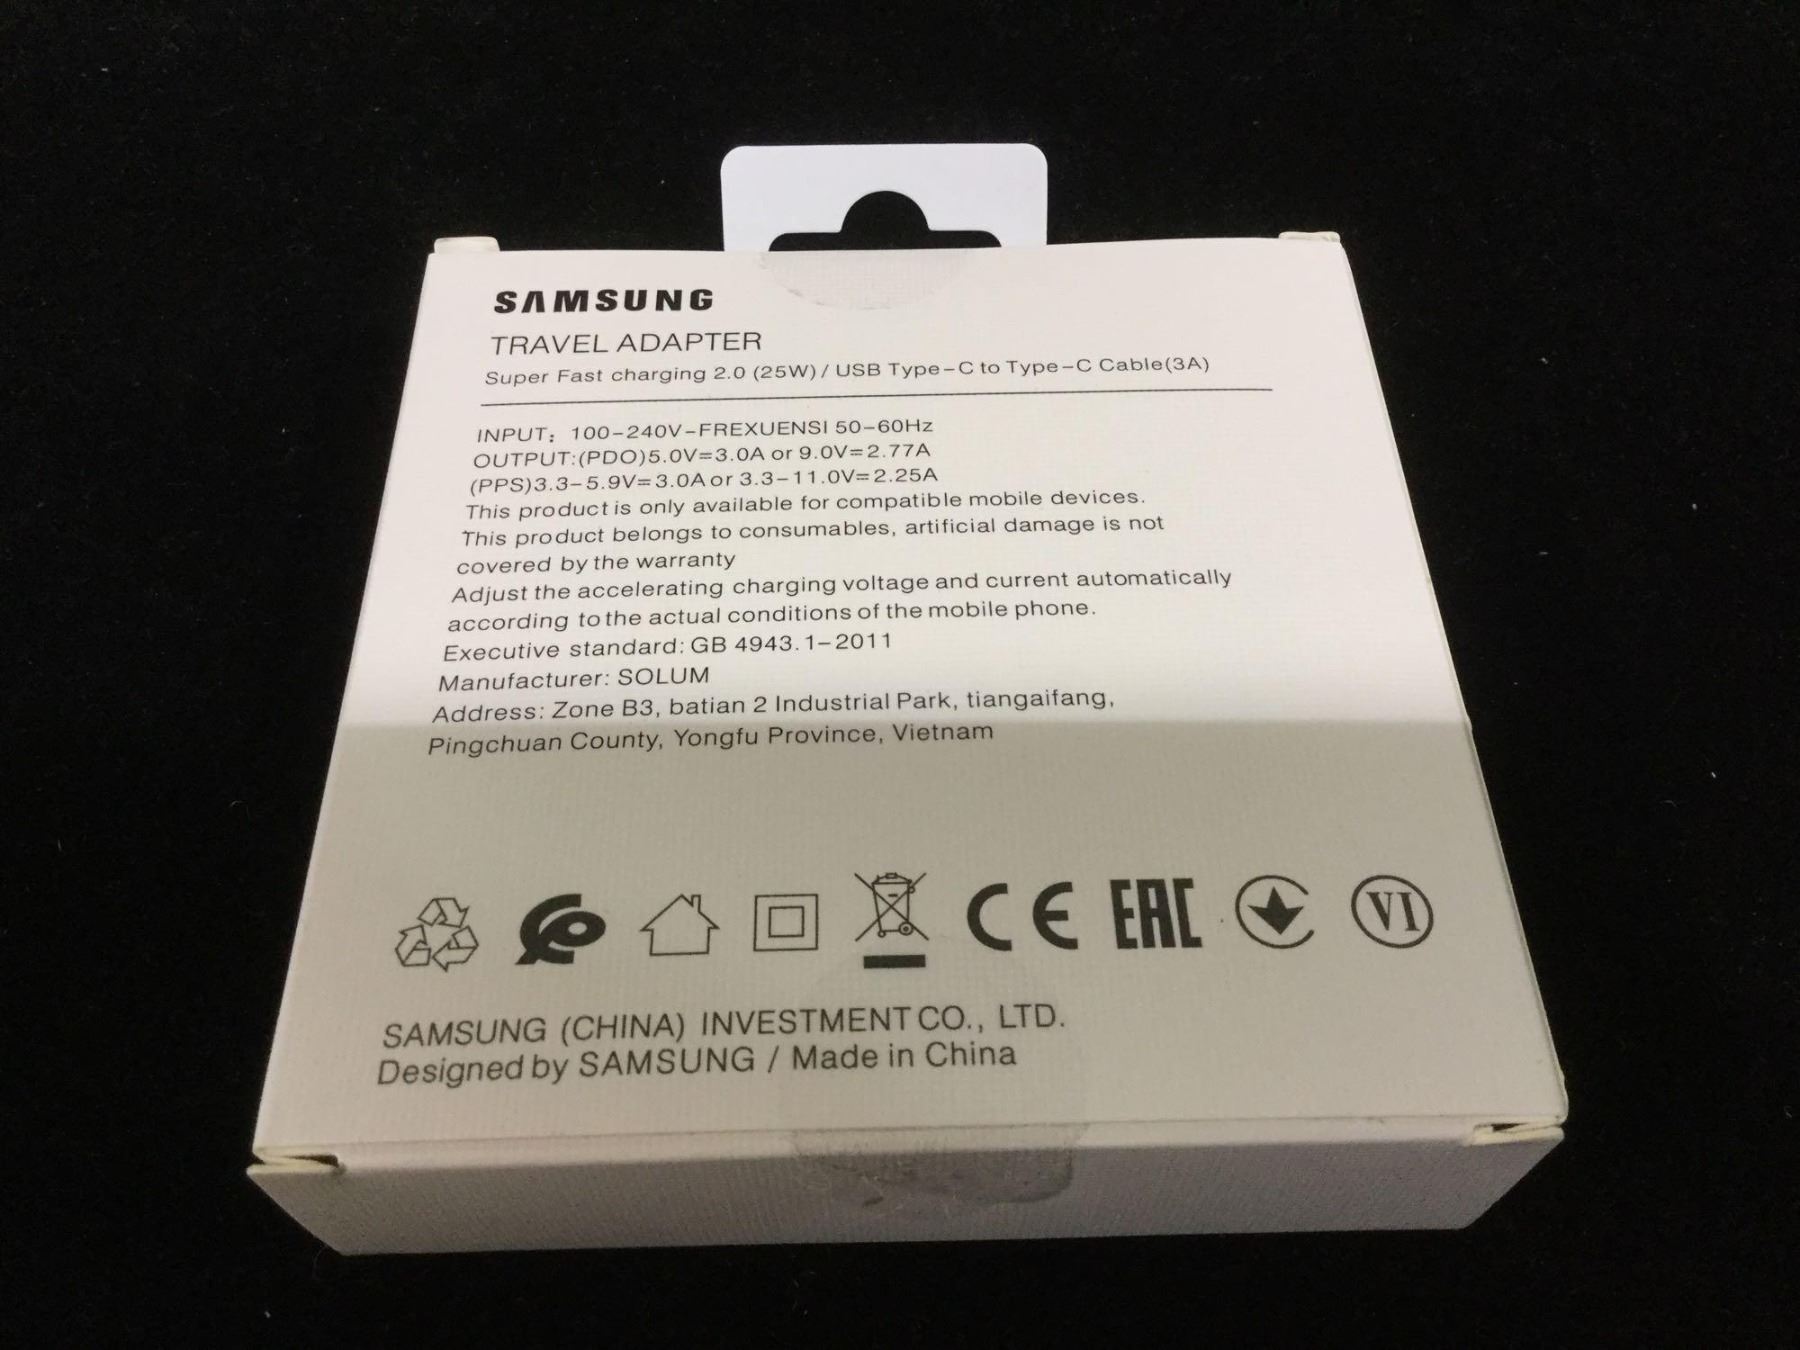 SAMSUNG
TRAVEL ADAPTER
Super Fast charging 2.0 (25W) / USB Type-C to Type-C Cable(3A)
INPUT: 100-240V-FREXUENSI 50-60Hz
OUTPUT:(PDO)5.0V=3.0A or 9.0V=2.77A
(PPS)3.3-5.9V=3.0A or 3.3-11.0V=2.25A
This product is only available for compatible mobile devices.
This product belongs to consumables, artificial damage is not
covered by the warranty
Adjust the accelerating charging voltage and current automatically
according to the actual conditions of the mobile phone.
Executive standard: GB 4943.1-2011
Manufacturer: SOLUM
Address: Zone B3, batian 2 Industrial Park, tiangaifang,
Pingchuan County, Yongfu Province, Vietnam
CE EAC VI
SAMSUNG (CHINA) INVESTMENT CO., LTD.
Designed by SAMSUNG / Made in China